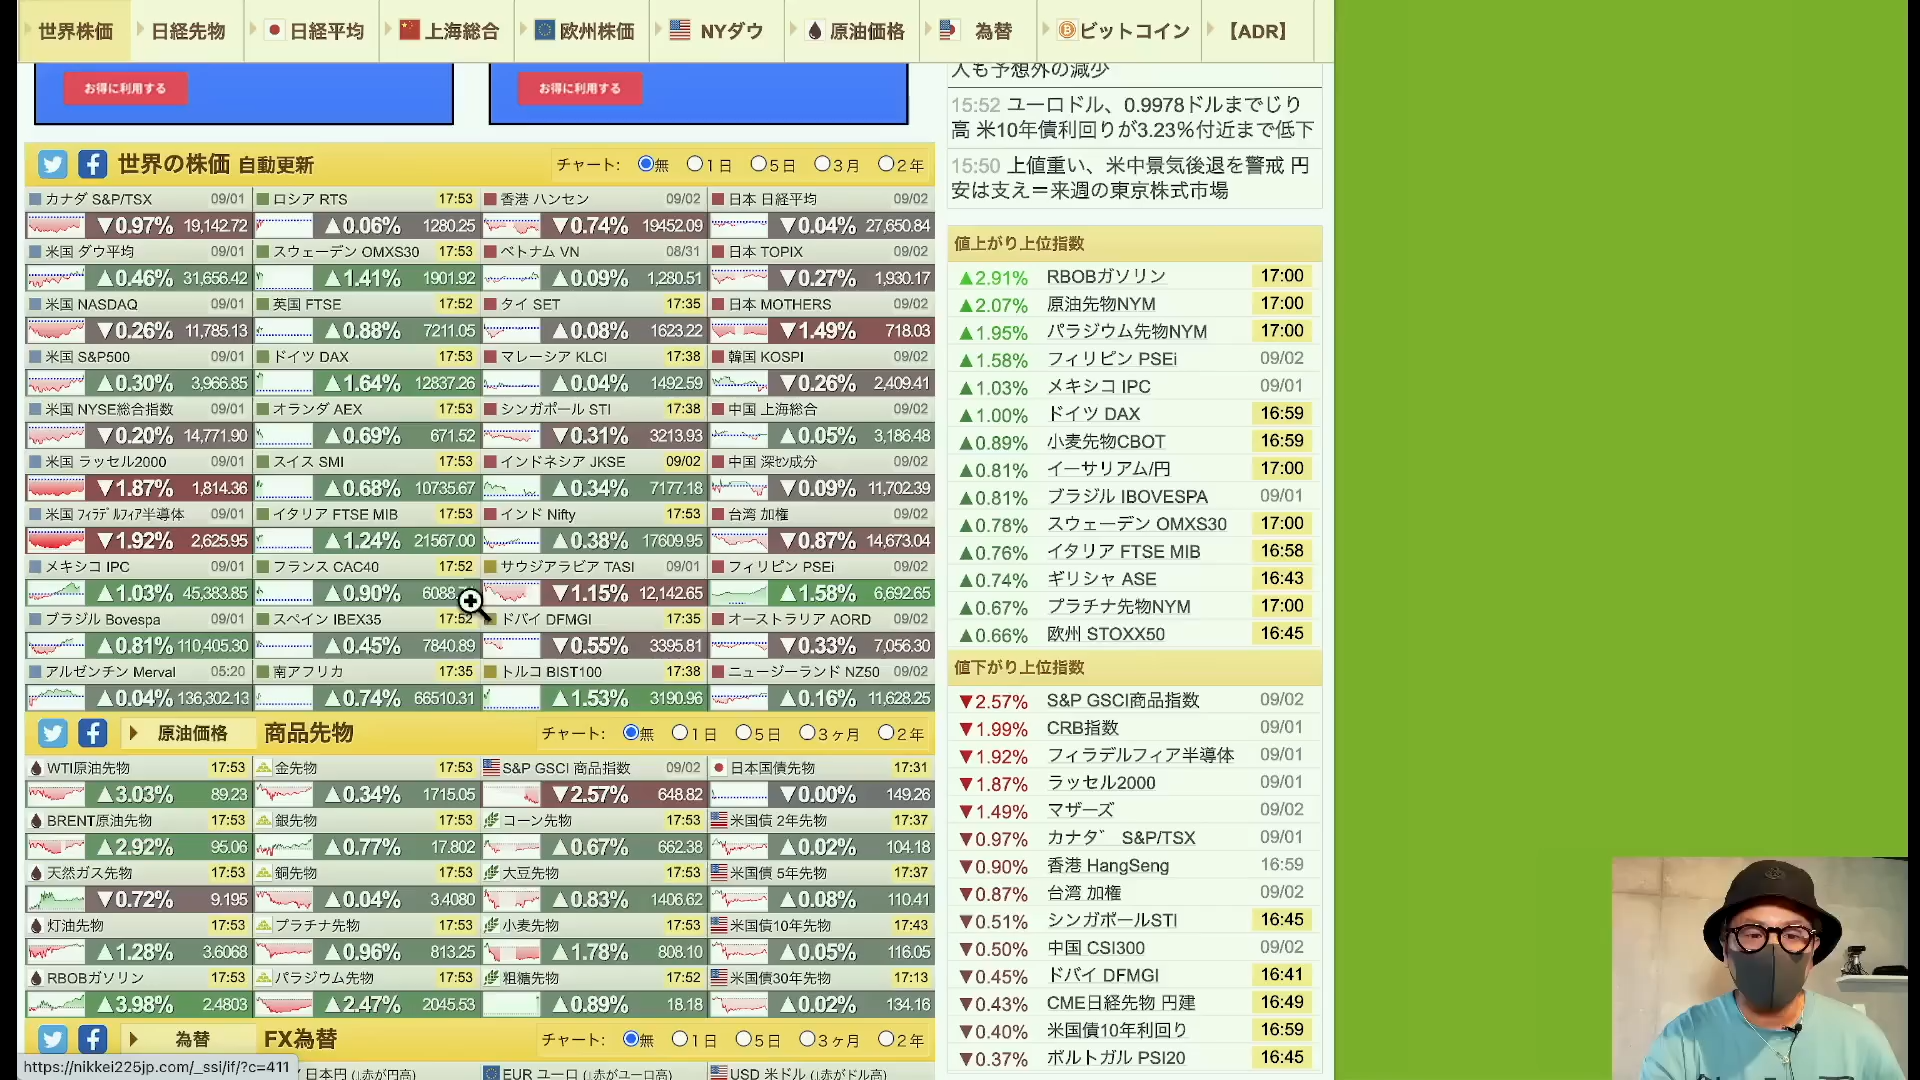 世界株価 日経先物 日経平均 上海総合 欧州株価 NYダウ 原油価格 為替 ビットコイン 【ADR】
お得に利用する お得に利用する
人も予想外の減少
15:52 ユーロドル、0.9978ドルまでじり
高 米10年債利回りが3.23%付近まで低下
15:50 上値重い、米中景気後退を警戒 円
安は支え＝来週の東京株式市場
世界の株価 自動更新 チャート: 無 1日 5日 3月 2年
カナダ S&P/TSX 09/01 ロシア RTS 17:53 香港 ハンセン 09/02 日本 日経平均 09/02
▼0.97% 19,142.72 ▲0.06% 1280.25 ▼0.74% 19452.09 ▼0.04% 27,650.84
米国 ダウ平均 09/01 スウェーデン OMXS30 17:53 ベトナム VN 08/31 日本 TOPIX 09/02
▲0.46% 31,656.42 ▲1.41% 1901.92 ▲0.09% 1,280.51 ▼0.27% 1,930.17
米国 NASDAQ 09/01 英国 FTSE 17:52 タイ SET 17:35 日本 MOTHERS 09/02
▼0.26% 11,785.13 ▲0.88% 7211.05 ▲0.08% 1623.22 ▼1.49% 718.03
米国 S&P500 09/01 ドイツ DAX 17:53 マレーシア KLCI 17:38 韓国 KOSPI 09/02
▲0.30% 3,966.85 ▲1.64% 12837.26 ▲0.04% 1492.59 ▼0.26% 2,409.41
米国 NYSE総合指数 09/01 オランダ AEX 17:53 シンガポール STI 17:38 中国 上海総合 09/02
▼0.20% 14,771.90 ▲0.69% 671.52 ▼0.31% 3213.93 ▲0.05% 3,186.48
米国 ラッセル2000 09/01 スイス SMI 17:53 インドネシア JKSE 09/02 中国 深セン成分 09/02
▼1.87% 1,814.36 ▲0.68% 10735.67 ▲0.34% 7177.18 ▼0.09% 11,702.39
米国 フィラデルフィア半導体 09/01 イタリア FTSE MIB 17:53 インド Nifty 17:53 台湾 加権 09/02
▼1.92% 2,625.95 ▲1.24% 21567.00 ▲0.38% 17609.95 ▼0.87% 14,673.04
メキシコ IPC 09/01 フランス CAC40 17:52 サウジアラビア TASI 09/01 フィリピン PSEi 09/02
▲1.03% 45,383.85 ▲0.90% 6088. ▼1.15% 12,142.65 ▲1.58% 6,692.65
ブラジル Bovespa 09/01 スペイン IBEX35 17:52 ドバイ DFMGI 17:35 オーストラリア AORD 09/02
▲0.81% 110,405.30 ▲0.45% 7840.89 ▼0.55% 3395.81 ▼0.33% 7,056.30
アルゼンチン Merval 05:20 南アフリカ 17:35 トルコ BIST100 17:38 ニュージーランド NZ50 09/02
▲0.04% 136,302.13 ▲0.74% 66510.31 ▲1.53% 3190.96 ▲0.16% 11,628.25
原油価格 商品先物 チャート: 無 1日 5日 3ヶ月 2年
WTI原油先物 17:53 金先物 17:53 S&P GSCI 商品指数 09/02 日本国債先物 17:31
▲3.03% 89.23 ▲0.34% 1715.05 ▼2.57% 648.82 ▼0.00% 149.26
BRENT原油先物 17:53 銀先物 17:53 コーン先物 17:53 米国債 2年先物 17:37
▲2.92% 95.06 ▲0.77% 17.802 ▲0.67% 662.38 ▲0.02% 104.18
天然ガス先物 17:53 銅先物 17:53 大豆先物 17:53 米国債 5年先物 17:37
▼0.72% 9.195 ▲0.04% 3.4080 ▲0.83% 1406.62 ▲0.08% 110.41
灯油先物 17:53 プラチナ先物 17:53 小麦先物 17:53 米国債10年先物 17:43
▲1.28% 3.6068 ▲0.96% 813.25 ▲1.78% 808.10 ▲0.05% 116.05
RBOBガソリン 17:53 パラジウム先物 17:53 粗糖先物 17:52 米国債30年先物 17:13
▲3.98% 2.4803 ▲2.47% 2045.53 ▲0.89% 18.18 ▲0.02% 134.16
為替 FX為替 チャート: 無 1日 5日 3ヶ月 2年
https://nikkei225jp.com/_ssi/if/?c=411 日本円 (↓赤が円高) EUR ユーロ (↓赤がユーロ高) USD 米ドル (↓赤がドル高)
値上がり上位指数
▲2.91% RBOBガソリン 17:00
▲2.07% 原油先物NYM 17:00
▲1.95% パラジウム先物NYM 17:00
▲1.58% フィリピン PSEi 09/02
▲1.03% メキシコ IPC 09/01
▲1.00% ドイツ DAX 16:59
▲0.89% 小麦先物CBOT 16:59
▲0.81% イーサリアム/円 17:00
▲0.81% ブラジル IBOVESPA 09/01
▲0.78% スウェーデン OMXS30 17:00
▲0.76% イタリア FTSE MIB 16:58
▲0.74% ギリシャ ASE 16:43
▲0.67% プラチナ先物NYM 17:00
▲0.66% 欧州 STOXX50 16:45
値下がり上位指数
▼2.57% S&P GSCI商品指数 09/02
▼1.99% CRB指数 09/01
▼1.92% フィラデルフィア半導体 09/01
▼1.87% ラッセル2000 09/01
▼1.49% マザーズ 09/02
▼0.97% カナダ S&P/TSX 09/01
▼0.90% 香港 HangSeng 16:59
▼0.87% 台湾 加権 09/02
▼0.51% シンガポールSTI 16:45
▼0.50% 中国 CSI300 09/02
▼0.45% ドバイ DFMGI 16:41
▼0.43% CME日経先物 円建 16:49
▼0.40% 米国債10年利回り 16:59
▼0.37% ポルトガル PSI20 16:45